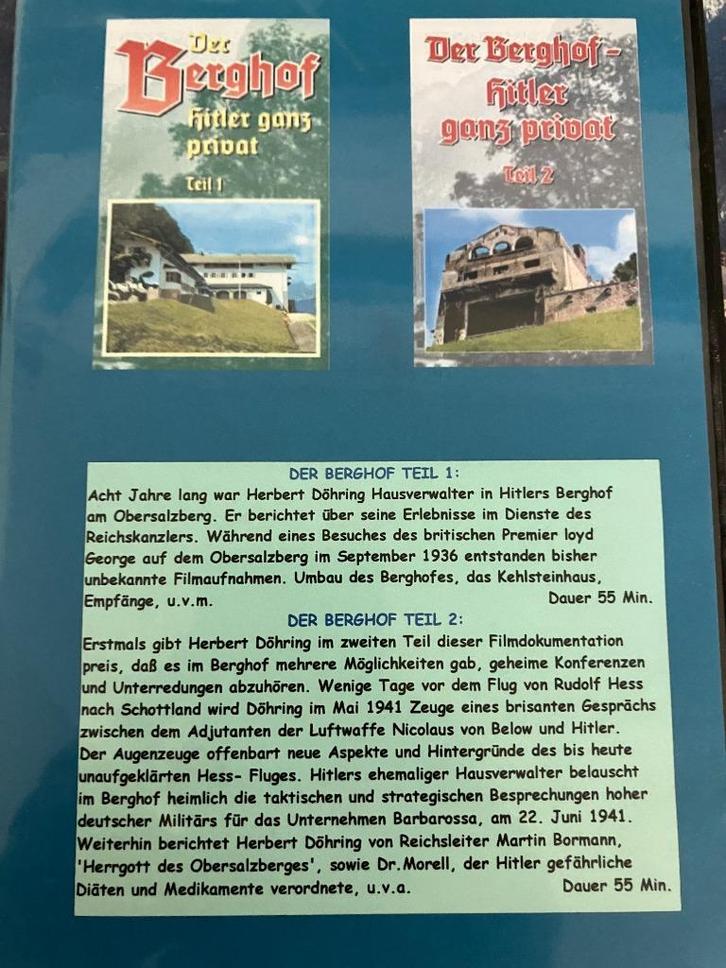 Der
Berghof
Hitler ganz
privat
Teil 1
Der Berghof-
Hitler
ganz privat
Teil 2
DER BERGHOF TEIL 1:
Acht Jahre lang war Herbert Döhring Hausverwalter in Hitlers Berghof
am Obersalzberg. Er berichtet über seine Erlebnisse im Dienste des
Reichskanzlers. Während eines Besuches des britischen Premier loyd
George auf dem Obersalzberg im September 1936 entstanden bisher
unbekannte Filmaufnahmen. Umbau des Berghofes, das Kehlsteinhaus,
Empfänge, u.v.m. Dauer 55 Min.
DER BERGHOF TEIL 2:
Erstmals gibt Herbert Döhring im zweiten Teil dieser Filmdokumentation
preis, daß es im Berghof mehrere Möglichkeiten gab, geheime Konferenzen
und Unterredungen abzuhören. Wenige Tage vor dem Flug von Rudolf Hess
nach Schottland wird Döhring im Mai 1941 Zeuge eines brisanten Gesprächs
zwischen dem Adjutanten der Luftwaffe Nicolaus von Below und Hitler.
Der Augenzeuge offenbart neue Aspekte und Hintergründe des bis heute
unaufgeklärten Hess- Fluges. Hitlers ehemaliger Hausverwalter belauscht
im Berghof heimlich die taktischen und strategischen Besprechungen hoher
deutscher Militärs für das Unternehmen Barbarossa, am 22. Juni 1941.
Weiterhin berichtet Herbert Döhring von Reichsleiter Martin Bormann,
'Herrgott des Obersalzberges', sowie Dr.Morell, der Hitler gefährliche
Diäten und Medikamente verordnete, u.v.a. Dauer 55 Min.